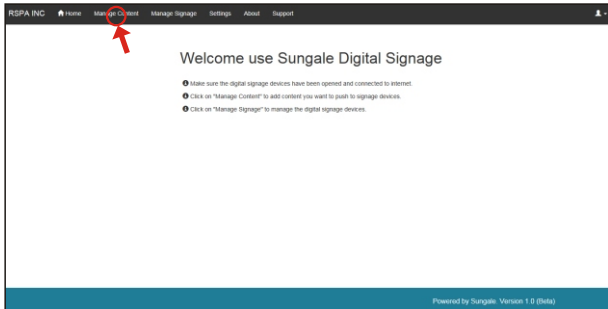 RSPA INC Home Manage Content Manage Signage Settings About Support
Welcome use Sungale Digital Signage
Make sure the digital signage devices have been opened and connected to internet.
Click on "Manage Content" to add content you want to push to signage devices.
Click on "Manage Signage" to manage the digital signage devices.
Powered by Sungale. Version 1.0 (Beta)